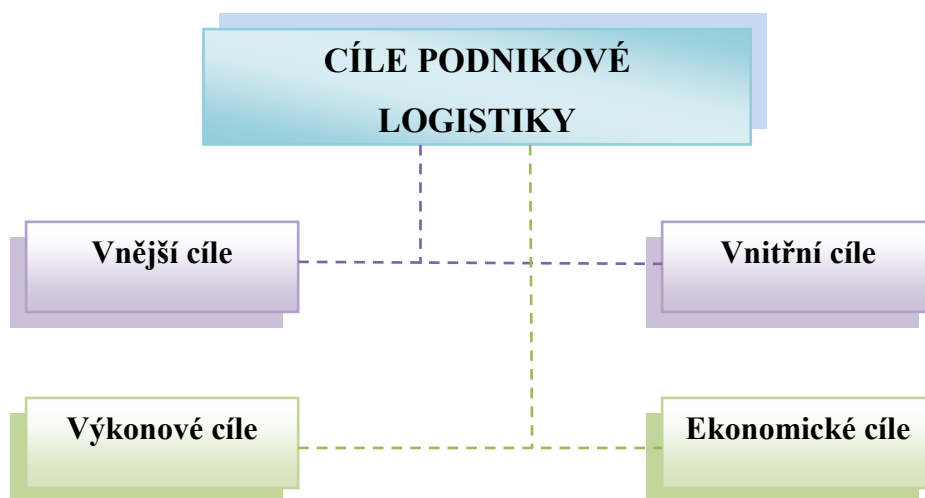 CÍLE PODNIKOVÉ
LOGISTIKY
Vnější cíle
Vnitřní cíle
Výkonové cíle
Ekonomické cíle